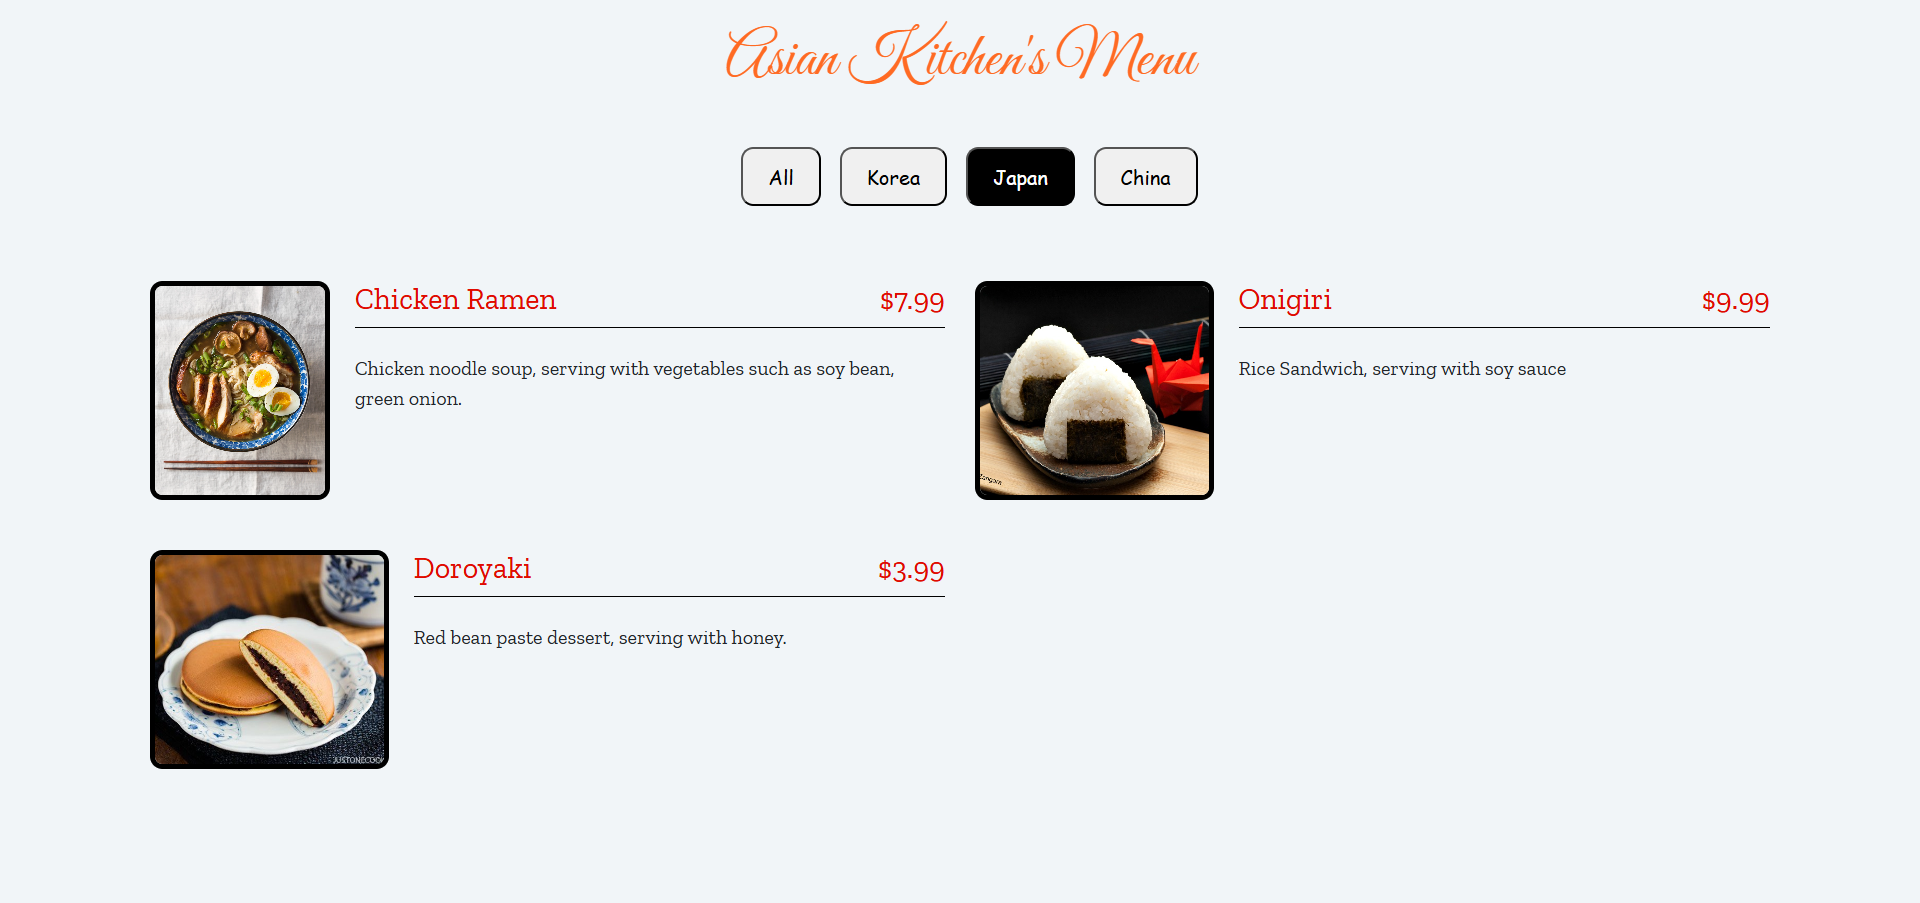 Asian Kitchen's Menu
All
Korea
Japan
China
Chicken Ramen
$7.99
Chicken noodle soup, serving with vegetables such as soy bean,
green onion.
Onigiri
$9.99
Rice Sandwich, serving with soy sauce
Doroyaki
$3.99
Red bean paste dessert, serving with honey.